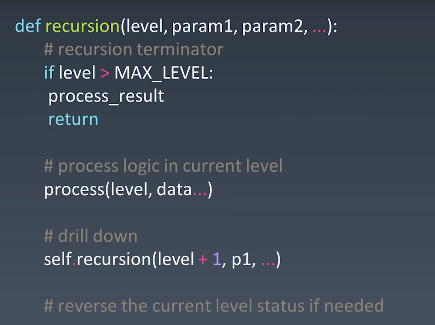 def recursion(level, param1, param2, ...):
# recursion terminator
if level > MAX_LEVEL:
process_result
return
# process logic in current level
process(level, data...)
# drill down
self.recursion(level + 1, p1, ...)
# reverse the current level status if needed